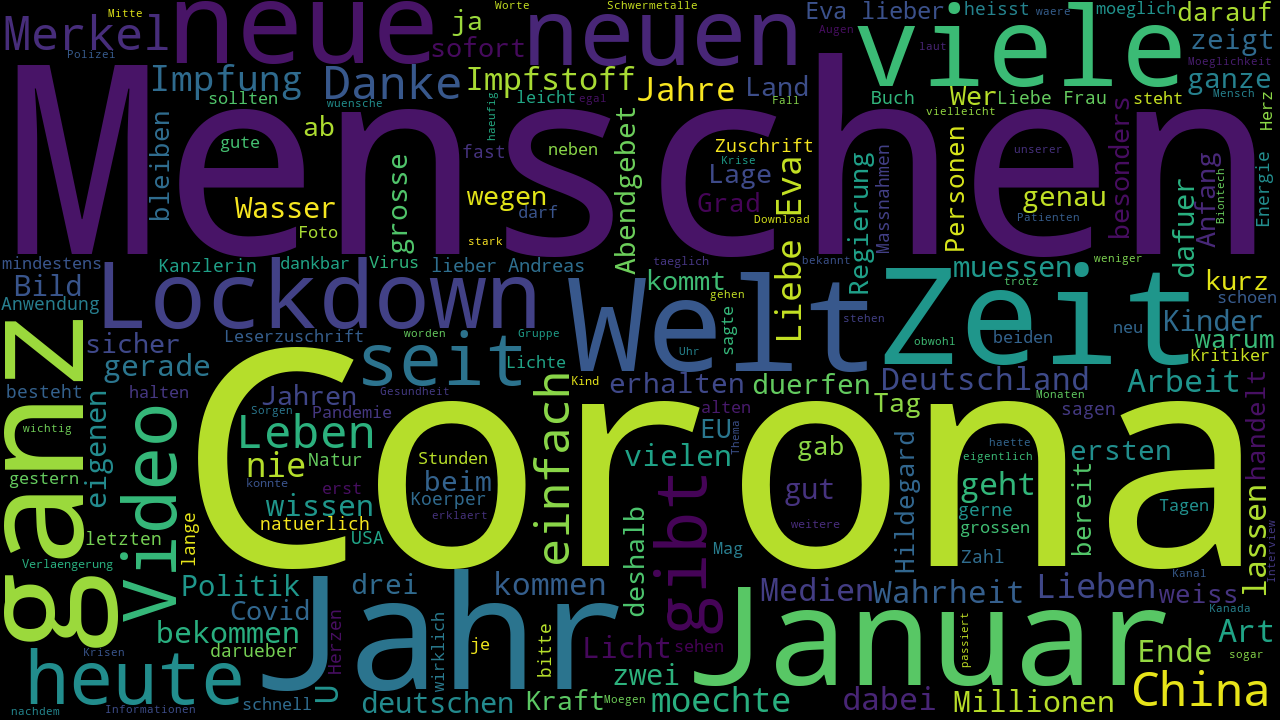 Mitte
Worte
Schwermetalle
Eva lieber
heisst
waere
moeglich
darauf
Merkel
neue
ja
sofort
neuen
Augen
viele
laut
zeigt
Polizei
Moeglichkeit
Impfung
Danke
Impfstoff
Jahre
Land
ganze
sollten
wuensche
haeufig
leicht
egal
Fall
Buch
Wer
Liebe Frau
steht
Mensch
Herz
vielleicht
Menschen
bleiben
gute
ab
fast
neben
Abendgebet
Zuschrift
Krise
Lage
Grad
Download
Liebe Eva
Regierung
Massnahmen
Personen
unserer
genau
Patienten
besonders
dafuer
Anfang
Biontech
Energie
Wasser
Foto
grosse
wegen
darf
stark
mindestens
Kanzlerin
dankbar
Virus
lieber Andreas
taeglich
bekannt
weniger
Bild
Anwendung
Lockdown
Welt
kommt
gehen
sagte
stehen
Zeit
muessen
trotz
kurz
schoen
sicher
gerade
Leserzuschrift
seit
worden
Gruppe
Lichte
Uhr
obwohl
beiden
neu
Kinder
warum
Kritiker
ganz
besteht
wichtig
gestern
eigenen
halten
Video
Jahren
Sorgen
Pandemie
Gesundheit
einfach
Kind
erhalten
duerfen
Deutschland
Monaten
Arbeit
alten
Tag
sagen
Corona
Leben
nie
Natur
konnte
erst
wissen
natuerlich
USA
Stunden
beim
Koerper
erklaert
EU
Thema
vielen
gab
gut
weitere
Hildegard
haette
eigentlich
geht
gerne
grossen
Zahl
ersten
bereit
Tagen
handelt
lassen
Interview
letzten
lange
Verlaengerung
deshalb
gibt
Mag
Politik
drei
kommen
Covid
Medien
Wahrheit
Lieben
Kanal
weiss
Kanada
Art
bekommen
darueber
Herzen
Jahr
wirklich
je
bitte
Licht
sehen
Januar
passiert
Ende
sogar
Krisen
heute
zwei
nachdem
Informationen
schnell
U
deutschen
Kraft
Moegen
moechte
dabei
Millionen
China